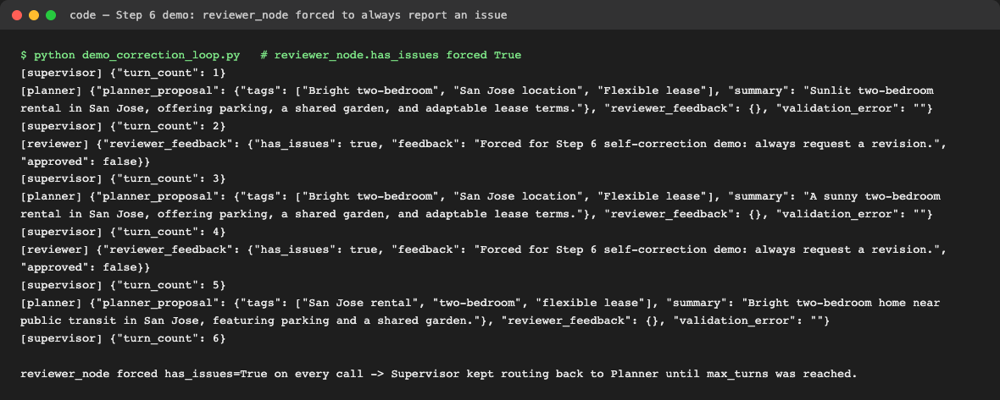 code — Step 6 demo: reviewer_node forced to always report an issue
$ python demo_correction_loop.py   # reviewer_node.has_issues forced True
[supervisor] {"turn_count": 1}
[planner] {"planner_proposal": {"tags": ["Bright two-bedroom", "San Jose location", "Flexible lease"], "summary": "Sunlit two-bedroom
rental in San Jose, offering parking, a shared garden, and adaptable lease terms."}, "reviewer_feedback": {}, "validation_error": ""}
[supervisor] {"turn_count": 2}
[reviewer] {"reviewer_feedback": {"has_issues": true, "feedback": "Forced for Step 6 self-correction demo: always request a revision.",
"approved": false}}
[supervisor] {"turn_count": 3}
[planner] {"planner_proposal": {"tags": ["Bright two-bedroom", "San Jose location", "Flexible lease"], "summary": "A sunny two-bedroom
rental in San Jose, offering parking, a shared garden, and adaptable lease terms."}, "reviewer_feedback": {}, "validation_error": ""}
[supervisor] {"turn_count": 4}
[reviewer] {"reviewer_feedback": {"has_issues": true, "feedback": "Forced for Step 6 self-correction demo: always request a revision.",
"approved": false}}
[supervisor] {"turn_count": 5}
[planner] {"planner_proposal": {"tags": ["San Jose rental", "two-bedroom", "flexible lease"], "summary": "Bright two-bedroom home near
public transit in San Jose, featuring parking and a shared garden."}, "reviewer_feedback": {}, "validation_error": ""}
[supervisor] {"turn_count": 6}
reviewer_node forced has_issues=True on every call -> Supervisor kept routing back to Planner until max_turns was reached.